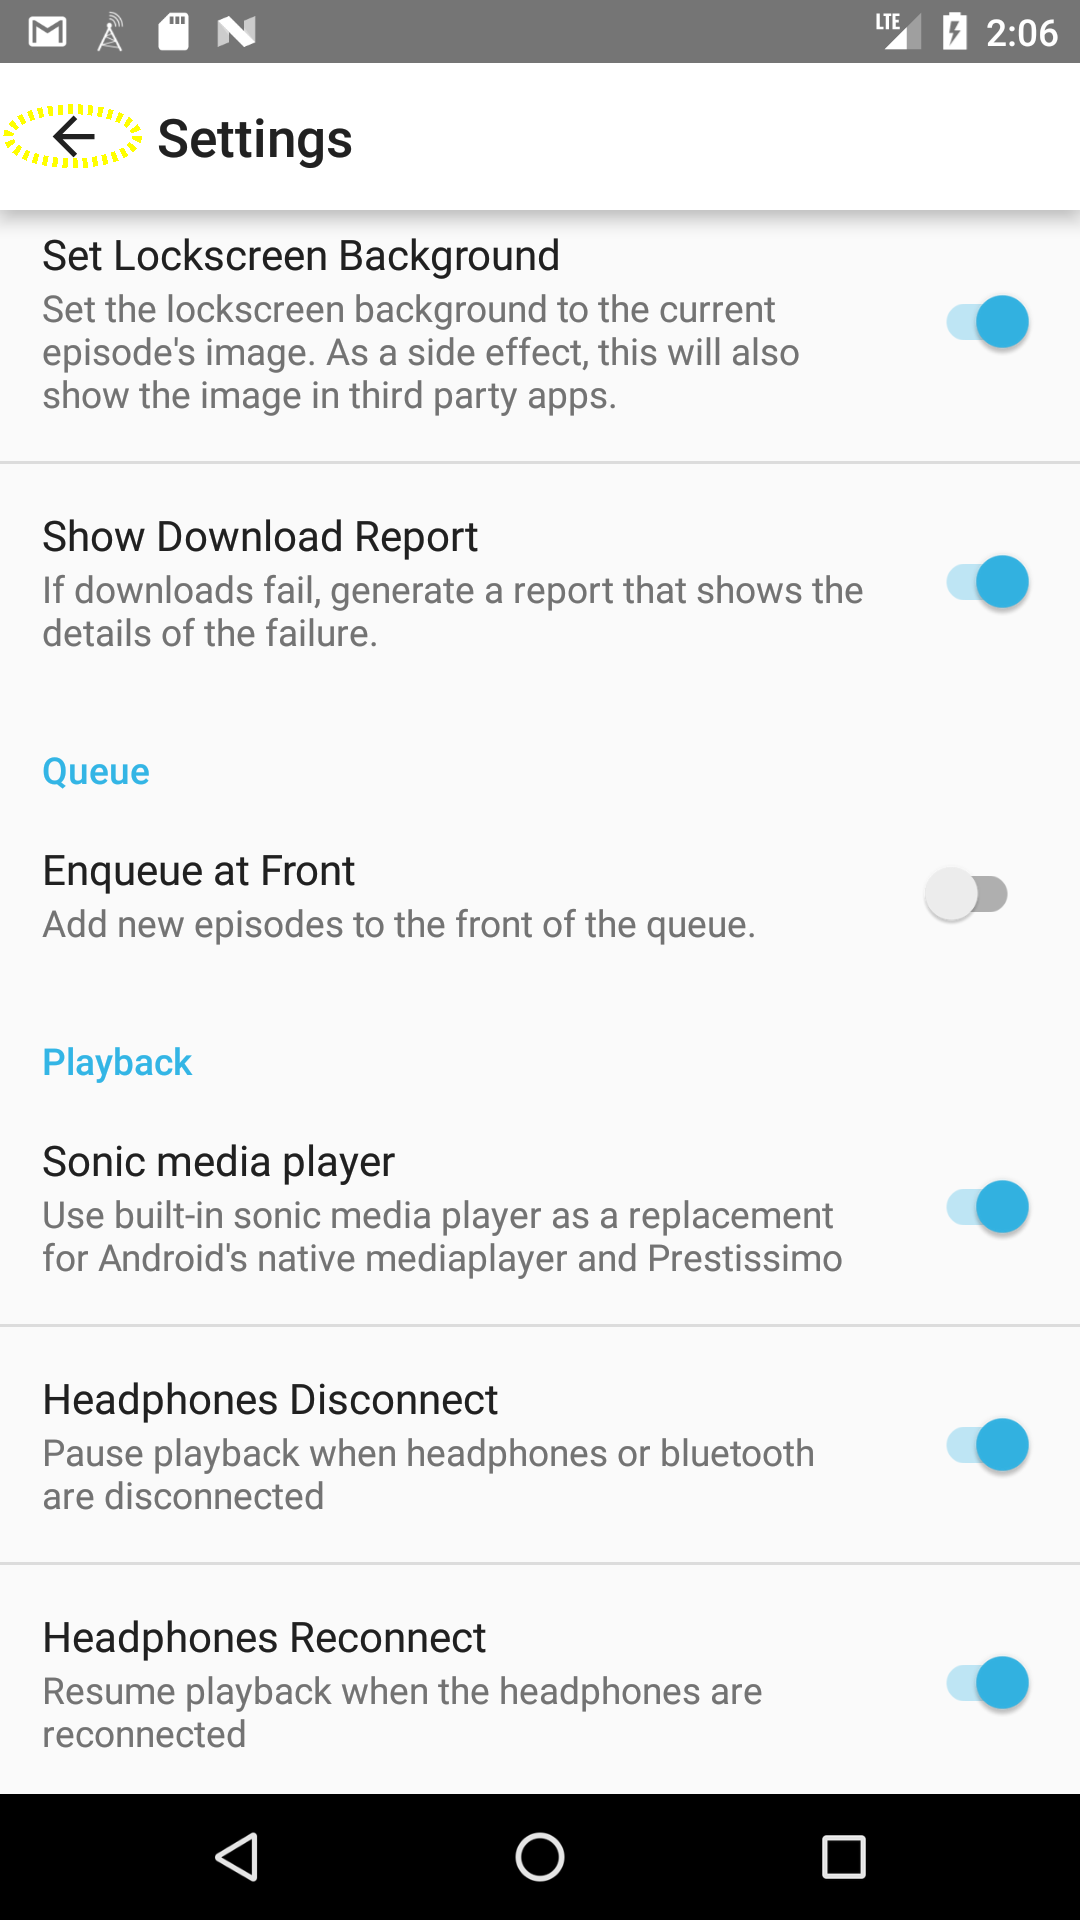 LTE 2:06
Settings
Set Lockscreen Background
Set the lockscreen background to the current
episode's image. As a side effect, this will also
show the image in third party apps.
Show Download Report
If downloads fail, generate a report that shows the
details of the failure.
Queue
Enqueue at Front
Add new episodes to the front of the queue.
Playback
Sonic media player
Use built-in sonic media player as a replacement
for Android's native mediaplayer and Prestissimo
Headphones Disconnect
Pause playback when headphones or bluetooth
are disconnected
Headphones Reconnect
Resume playback when the headphones are
reconnected